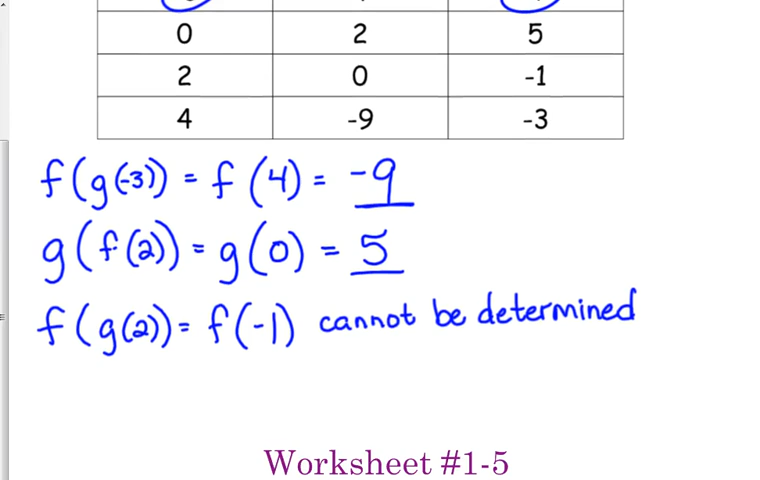 0 2 5
2 0 -1
4 -9 -3
f(g(-3)) = f(4) = -9
g(f(2)) = g(0) = 5
f(g(2)) = f(-1) cannot be determined
Worksheet #1-5